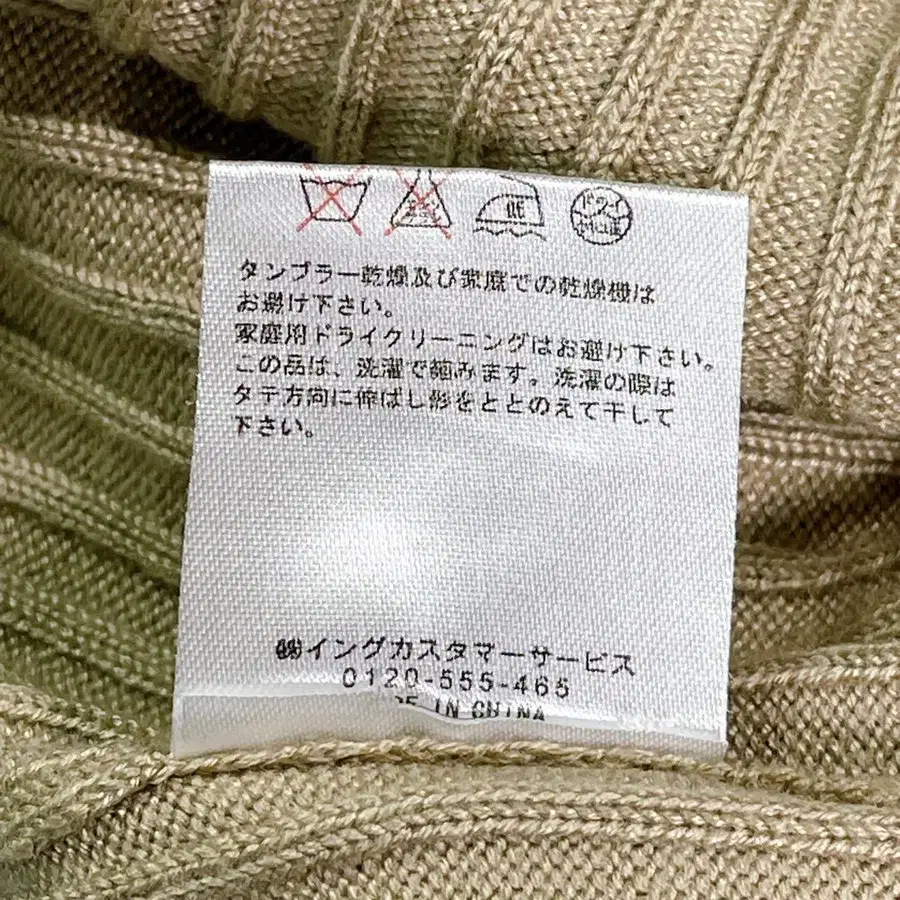 タンブラー乾燥及び家庭での乾燥機は
お避け下さい。
家庭用ドライクリーニングはお避け下さい。
この品は、洗濯で縮みます。洗濯の際は
タテ方向に伸ばし形をととのえて干して
下さい。
㈱イングカスタマーサービス
0120-555-465
IN CHINA